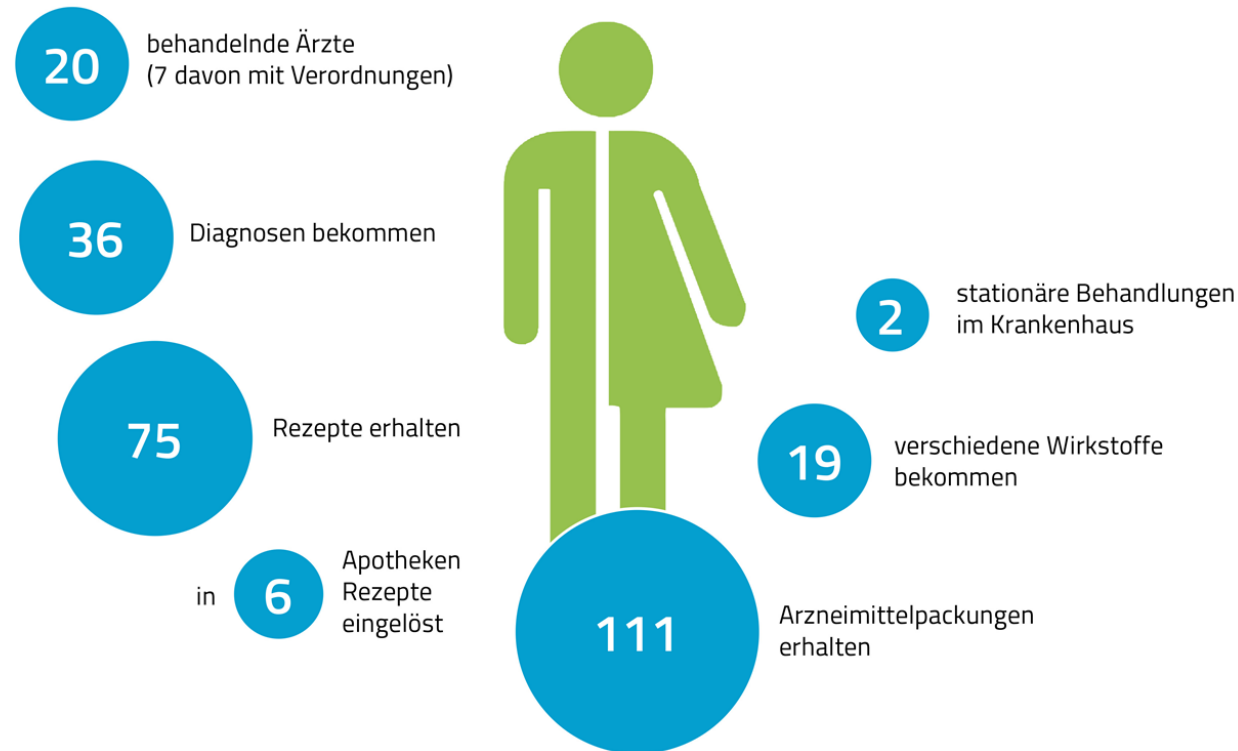 20
behandelnde Ärzte
(7 davon mit Verordnungen)
36
Diagnosen bekommen
75
Rezepte erhalten
in
6
Apotheken
Rezepte
eingelöst
2
stationäre Behandlungen
im Krankenhaus
19
verschiedene Wirkstoffe
bekommen
111
Arzneimittelpackungen
erhalten